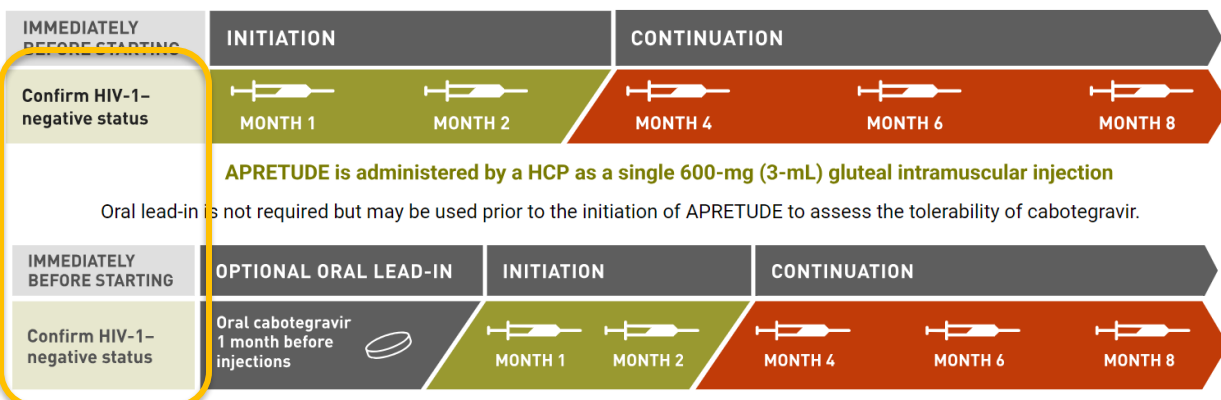 IMMEDIATELY
BEFORE STARTING
INITIATION
CONTINUATION
Confirm HIV-1–
negative status
MONTH 1
MONTH 2
MONTH 4
MONTH 6
MONTH 8
APRETUDE is administered by a HCP as a single 600-mg (3-mL) gluteal intramuscular injection
Oral lead-in is not required but may be used prior to the initiation of APRETUDE to assess the tolerability of cabotegravir.
IMMEDIATELY
BEFORE STARTING
OPTIONAL ORAL LEAD-IN
INITIATION
CONTINUATION
Confirm HIV-1–
negative status
Oral cabotegravir
1 month before
injections
MONTH 1
MONTH 2
MONTH 4
MONTH 6
MONTH 8